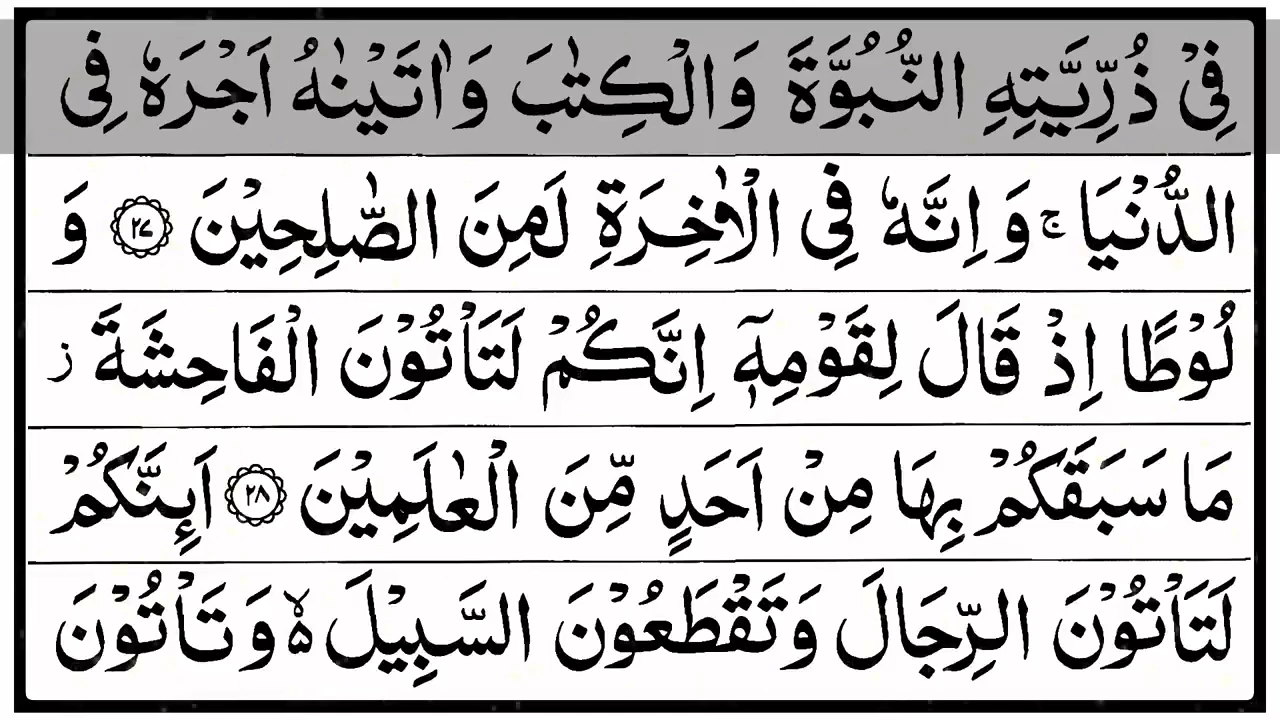 فِیْ ذُرِّیَّتِهِ النُّبُوَّةَ وَالْكِتٰبَ وَاٰتَیْنٰهُ اَجْرَهٗ فِی
الدُّنْیَا ۚ وَ اِنَّهٗ فِی الْاٰخِرَةِ لَمِنَ الصّٰلِحِیْنَ ﴿۲۷﴾ وَ
لُوْطًا اِذْ قَالَ لِقَوْمِهٖۤ اِنَّكُمْ لَتَاْتُوْنَ الْفَاحِشَةَ ؗ
مَا سَبَقَكُمْ بِهَا مِنْ اَحَدٍ مِّنَ الْعٰلَمِیْنَ ﴿۲۸﴾ اَىِٕنَّكُمْ
لَتَاْتُوْنَ الرِّجَالَ وَتَقْطَعُوْنَ السَّبِیْلَ ۙ۬ وَ تَاْتُوْنَ